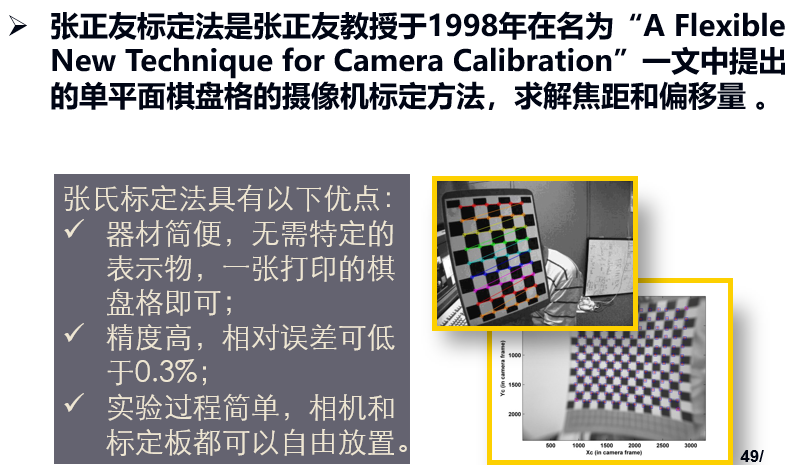 张正友标定法是张正友教授于1998年在名为“A Flexible
New Technique for Camera Calibration”一文中提出
的单平面棋盘格的摄像机标定方法，求解焦距和偏移量 。
张氏标定法具有以下优点：
器材简便，无需特定的
表示物，一张打印的棋
盘格即可；
精度高，相对误差可低
于0.3%；
实验过程简单，相机和
标定板都可以自由放置。
1000
1500
2000
Yc (in camera frame)
500
1000
1500
2000
2500
3000
Xc (in camera frame)
49/